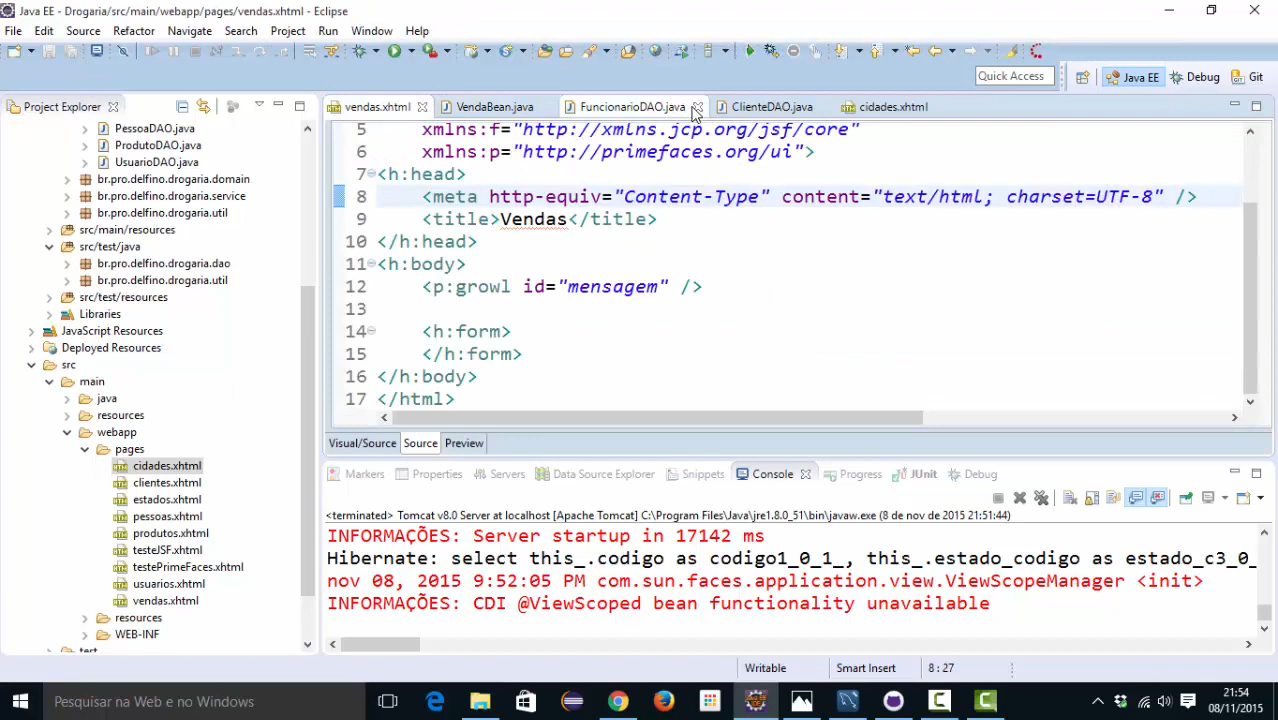 Java EE - Drogaria/src/main/webapp/pages/vendas.xhtml - Eclipse
File Edit Source Refactor Navigate Search Project Run Window Help
Quick Access Java EE Debug Git
Project Explorer
PessoaDAO.java
ProdutoDAO.java
UsuarioDAO.java
br.pro.delfino.drogaria.domain
br.pro.delfino.drogaria.service
br.pro.delfino.drogaria.util
src/main/resources
src/test/java
br.pro.delfino.drogaria.dao
br.pro.delfino.drogaria.util
src/test/resources
Libraries
JavaScript Resources
Deployed Resources
src
main
java
resources
webapp
pages
cidades.xhtml
clientes.xhtml
estados.xhtml
pessoas.xhtml
produtos.xhtml
testeJSF.xhtml
testePrimeFaces.xhtml
usuarios.xhtml
vendas.xhtml
resources
WEB-INF
test
vendas.xhtml VendaBean.java FuncionarioDAO.java ClienteDAO.java cidades.xhtml
5 xmlns:f="http://xmlns.jcp.org/jsf/core"
6 xmlns:p="http://primefaces.org/ui">
7 <h:head>
8 <meta http-equiv="Content-Type" content="text/html; charset=UTF-8" />
9 <title>Vendas</title>
10 </h:head>
11 <h:body>
12 <p:growl id="mensagem" />
13
14 <h:form>
15 </h:form>
16 </h:body>
17 </html>
Visual/Source Source Preview
Markers Properties Servers Data Source Explorer Snippets Console Progress JUnit Debug
<terminated> Tomcat v8.0 Server at localhost [Apache Tomcat] C:\Program Files\Java\jre1.8.0_51\bin\javaw.exe (8 de nov de 2015 21:51:44)
INFORMAÇÕES: Server startup in 17142 ms
Hibernate: select this_.codigo as codigo1_0_1_, this_.estado_codigo as estado_c3_0_
nov 08, 2015 9:52:05 PM com.sun.faces.application.view.ViewScopeManager <init>
INFORMAÇÕES: CDI @ViewScoped bean functionality unavailable
Writable Smart Insert 8 : 27
Pesquisar na Web e no Windows
21:54
08/11/2015